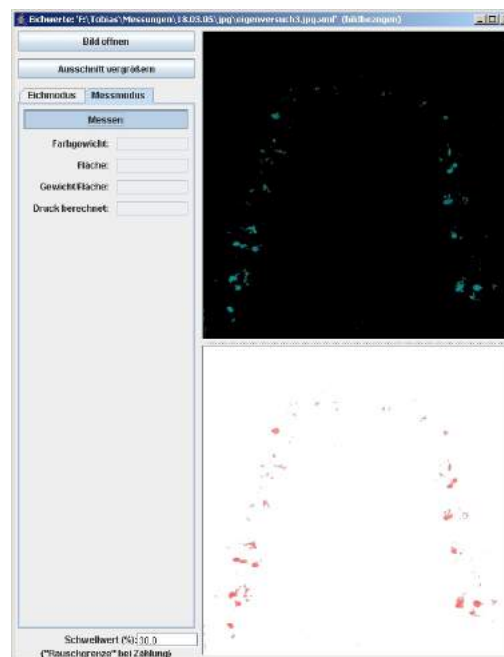 Eichwerte: 'F:\Tobias\Messungen\18.03.05\jpg\eigenversuch3.jpg.xml' (bildbezogen)
Bild öffnen
Ausschnitt vergrößern
Eichmodus Messmodus
Messen
Farbgewicht:
Fläche:
Gewicht/Fläche:
Druck berechnet:
Schwellwert (%): 30.0
("Rauschgrenze" bei Zählung)